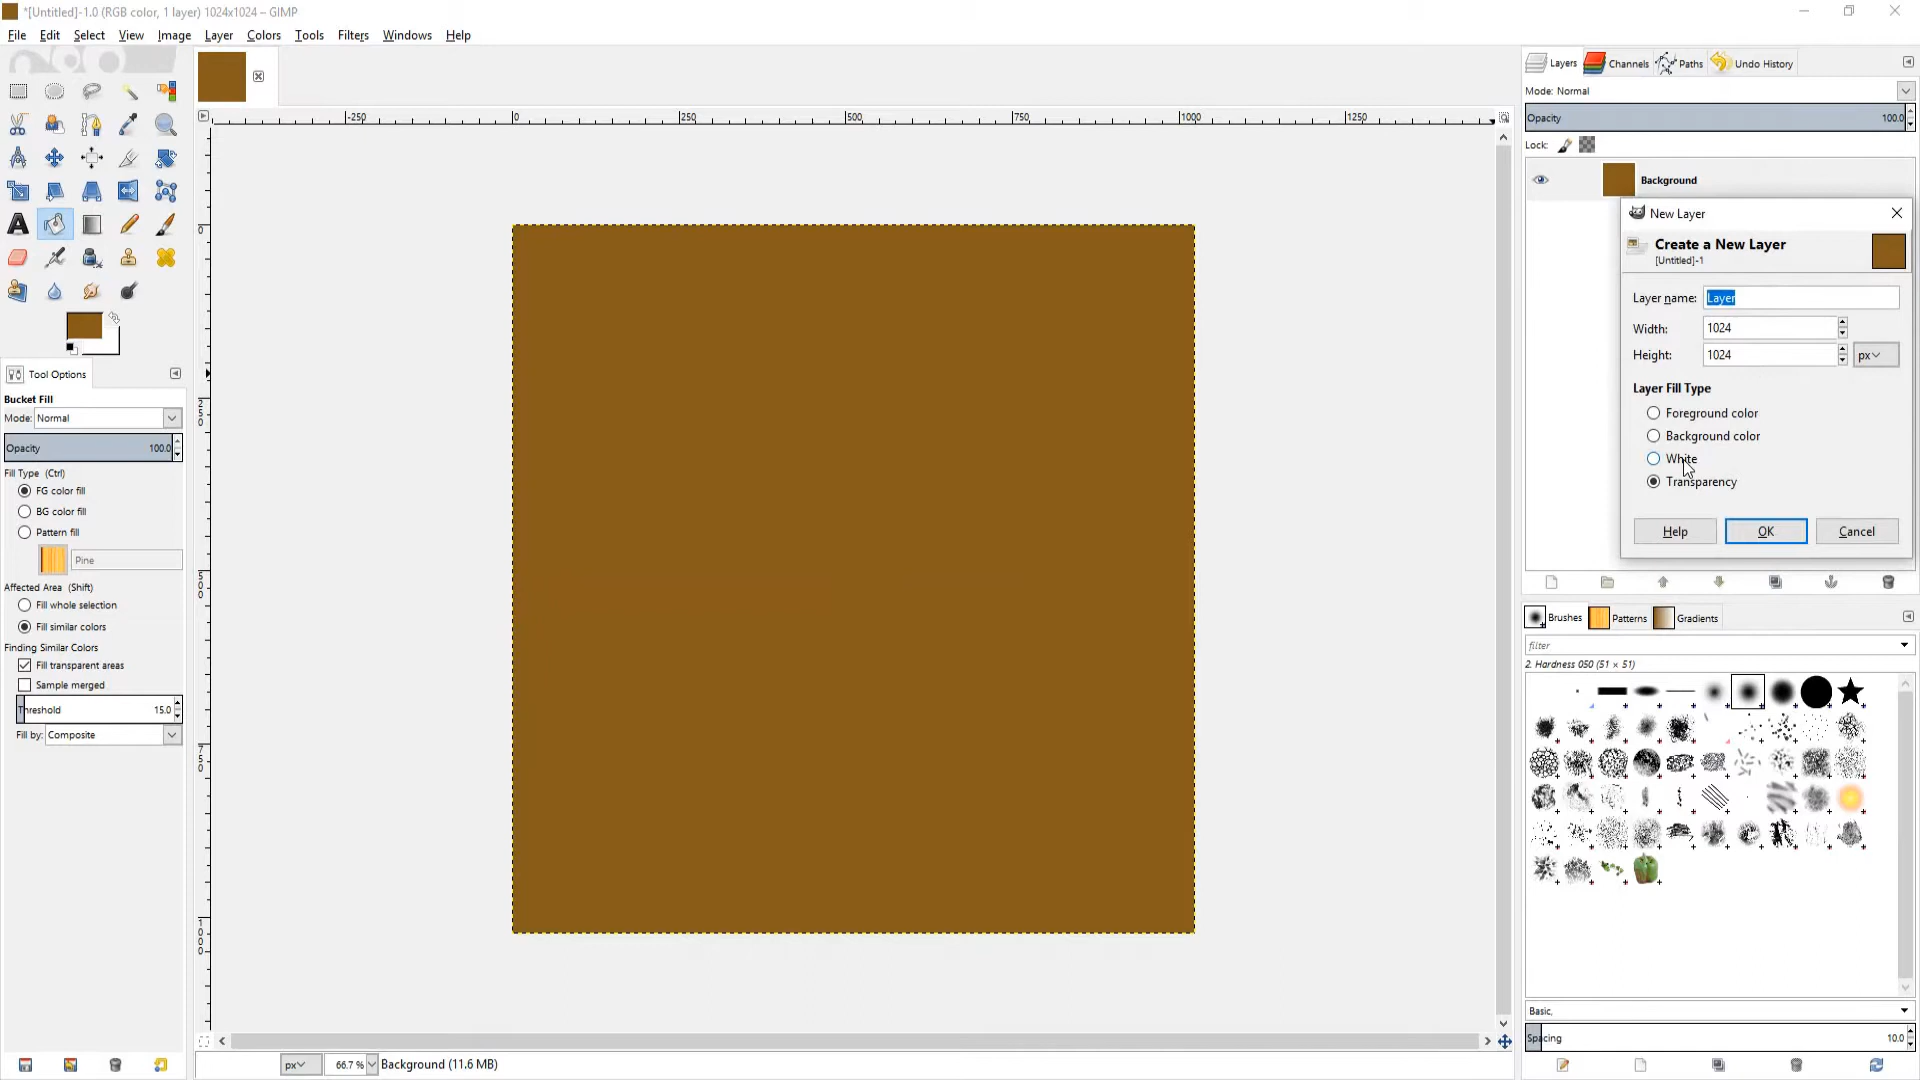 *[Untitled]-1.0 (RGB color, 1 layer) 1024x1024 – GIMP
File Edit Select View Image Layer Colors Tools Filters Windows Help
Layers Channels Paths Undo History
Mode: Normal
Opacity 100.0
Lock:
Background
New Layer
Create a New Layer
[Untitled]-1
Layer name: Layer
Width: 1024
Height: 1024 px
Layer Fill Type
Foreground color
Background color
White
Transparency
Help OK Cancel
-250 0 250 500 750 1000 1250
0
250
500
750
1000
Tool Options
Bucket Fill
Mode: Normal
Opacity 100.0
Fill Type (Ctrl)
FG color fill
BG color fill
Pattern fill
Pine
Affected Area (Shift)
Fill whole selection
Fill similar colors
Finding Similar Colors
Fill transparent areas
Sample merged
Threshold 15.0
Fill by: Composite
Brushes Patterns Gradients
filter
2. Hardness 050 (51 × 51)
Basic,
Spacing 10.0
px 66.7 % Background (11.6 MB)